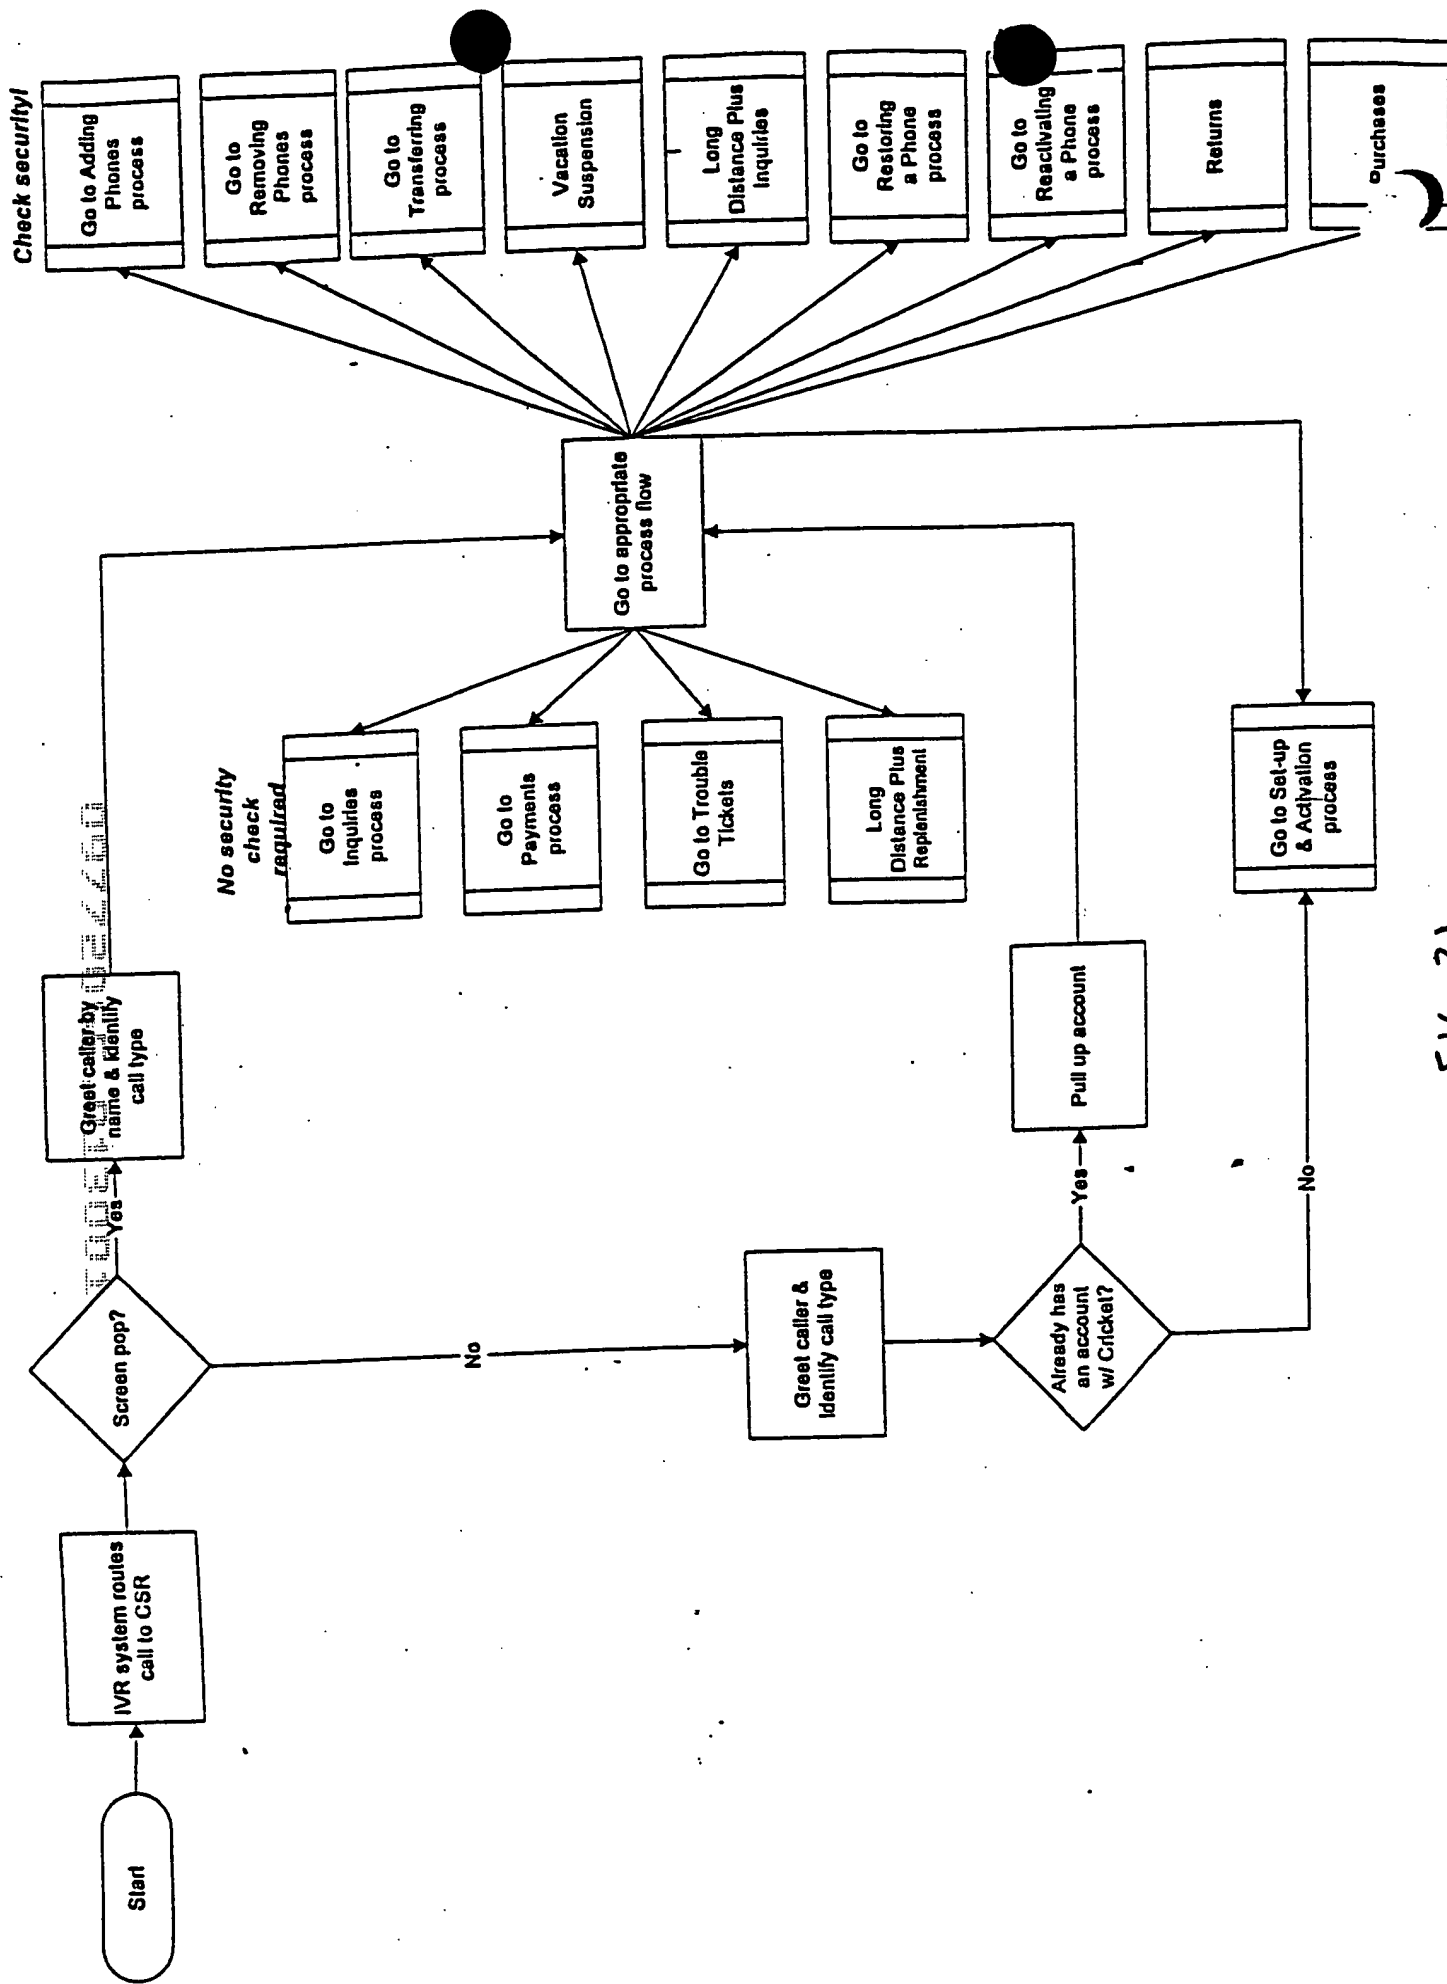 Start
IVR system routes
call to CSR
Screen pop?
Yes
Greet caller by
name & Identify
call type
No
Greet caller &
Identify call type
Already has
an account
w/ Cricket?
Yes
Pull up account
No
Go to Set-up
& Activation
process
No security
check
required
Go to
Inquiries
process
Go to
Payments
process
Go to Trouble
Tickets
Long
Distance Plus
Replenishment
Go to appropriate
process flow
Check security!
Go to Adding
Phones
process
Go to
Removing
Phones
process
Go to
Transferring
process
Vacation
Suspension
Long
Distance Plus
Inquiries
Go to
Restoring
a Phone
process
Go to
Reactivating
a Phone
process
Returns
Purchases